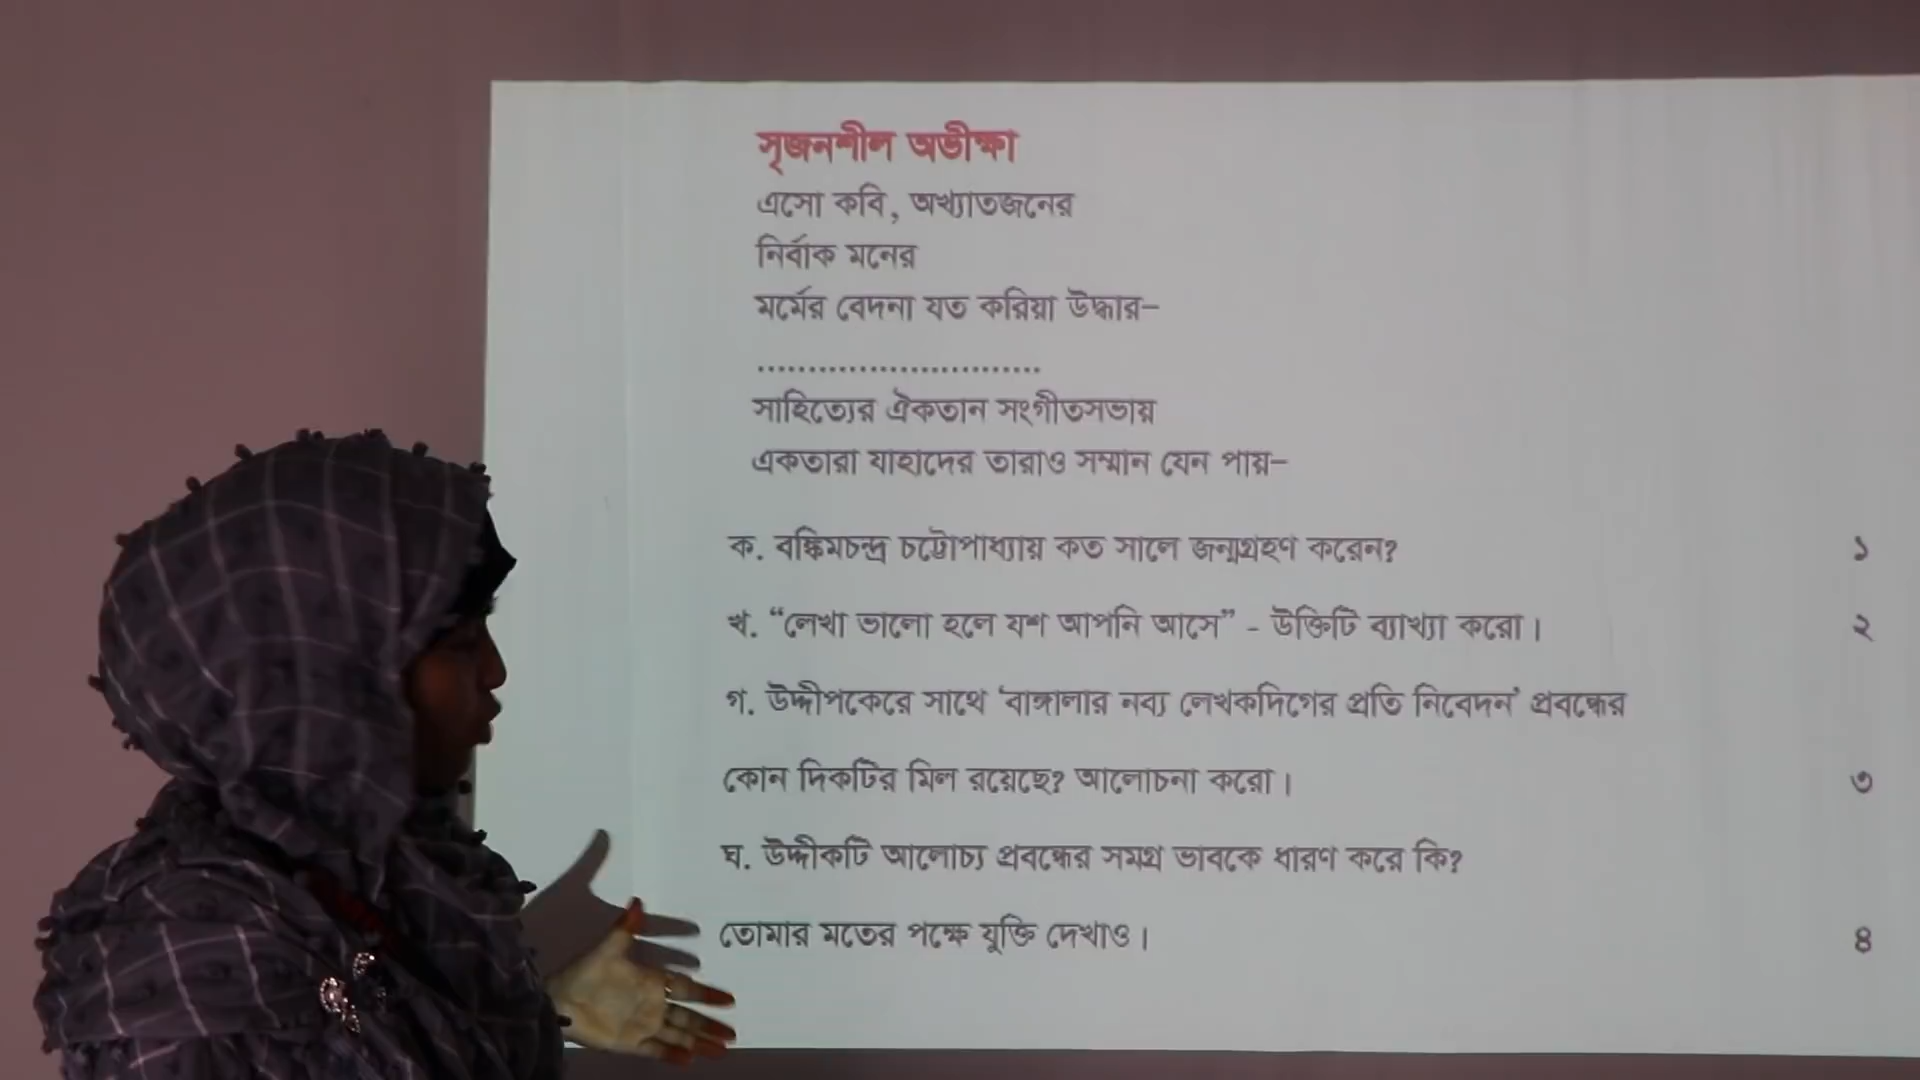 সৃজনশীল অভীক্ষা
এসো কবি, অখ্যাতজনের
নির্বাক মনের
মর্মের বেদনা যত করিয়া উদ্ধার–
............................
সাহিত্যের ঐকতান সংগীতসভায়
একতারা যাহাদের তারাও সম্মান যেন পায়–
ক. বঙ্কিমচন্দ্র চট্টোপাধ্যায় কত সালে জন্মগ্রহণ করেন? ১
খ. “লেখা ভালো হলে যশ আপনি আসে” - উক্তিটি ব্যাখ্যা করো। ২
গ. উদ্দীপকেরে সাথে ‘বাঙ্গালার নব্য লেখকদিগের প্রতি নিবেদন’ প্রবন্ধের
কোন দিকটির মিল রয়েছে? আলোচনা করো। ৩
ঘ. উদ্দীকটি আলোচ্য প্রবন্ধের সমগ্র ভাবকে ধারণ করে কি?
তোমার মতের পক্ষে যুক্তি দেখাও। ৪